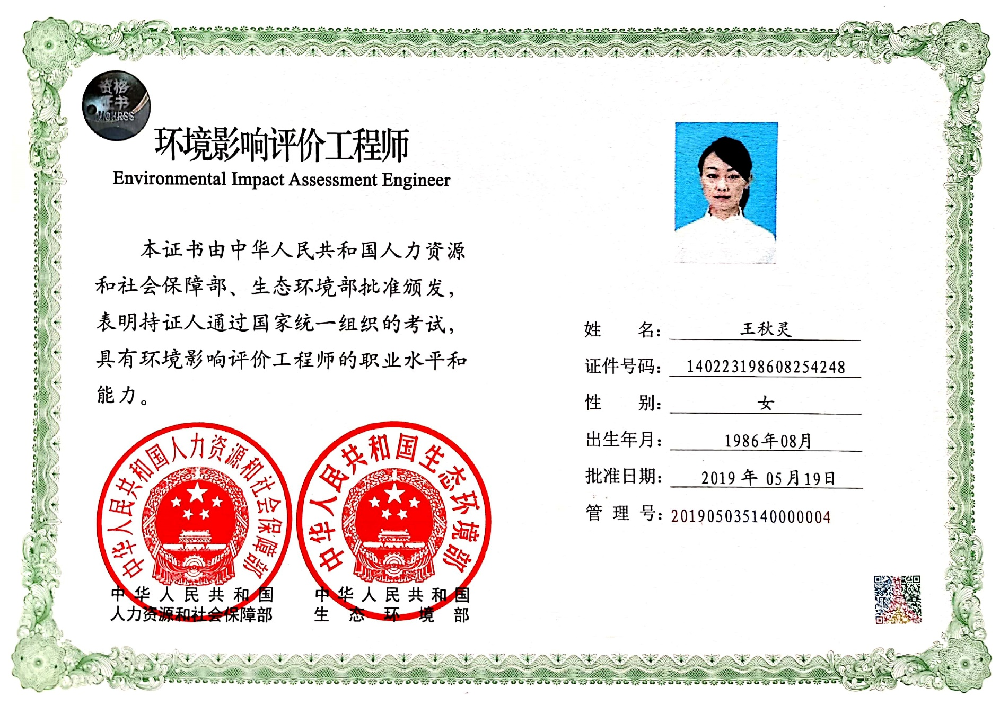 资格
证书
MOHRSS
环境影响评价工程师
Environmental Impact Assessment Engineer
本证书由中华人民共和国人力资源
和社会保障部、生态环境部批准颁发，
表明持证人通过国家统一组织的考试，
具有环境影响评价工程师的职业水平和
能力。
中华人民共和国人力资源和社会保障部
中华人民共和国生态环境部
中华人民共和国
人力资源和社会保障部
中华人民共和国
生态环境部
姓名：王秋灵
证件号码：140223198608254248
性别：女
出生年月：1986年08月
批准日期：2019年05月19日
管理号：201905035140000004